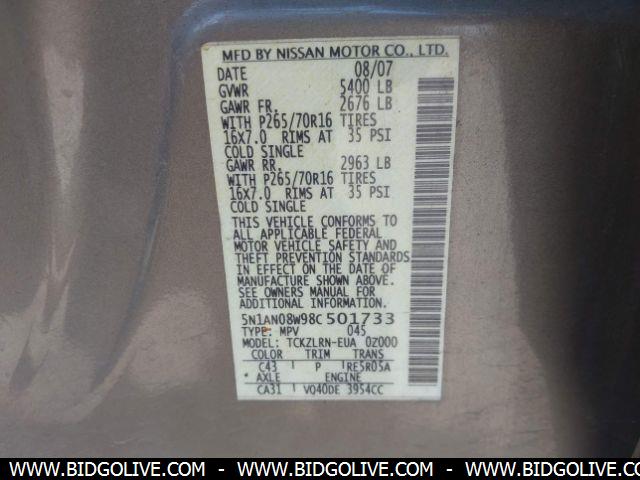 MFD BY NISSAN MOTOR CO., LTD.
DATE 08/07
GVWR 5400 LB
GAWR FR. 2676 LB
WITH P265/70R16 TIRES
16X7.0 RIMS AT 35 PSI
COLD SINGLE
GAWR RR. 2963 LB
WITH P265/70R16 TIRES
16X7.0 RIMS AT 35 PSI
COLD SINGLE
THIS VEHICLE CONFORMS TO
ALL APPLICABLE FEDERAL
MOTOR VEHICLE SAFETY AND
THEFT PREVENTION STANDARDS
IN EFFECT ON THE DATE OF
MANUFACTURE SHOWN ABOVE.
SEE OWNERS MANUAL FOR
ADDITIONAL INFORMATION.
5N1AN08W98C501733
TYPE: MPV 045
MODEL: TCKZLRN-EUA 0Z000
COLOR TRIM TRANS
C43 P RE5R05A
AXLE ENGINE
CA31 VQ40DE 3954CC
WWW.BIDGOLIVE.COM - WWW.BIDGOLIVE.COM - WWW.BIDGOLIVE.COM